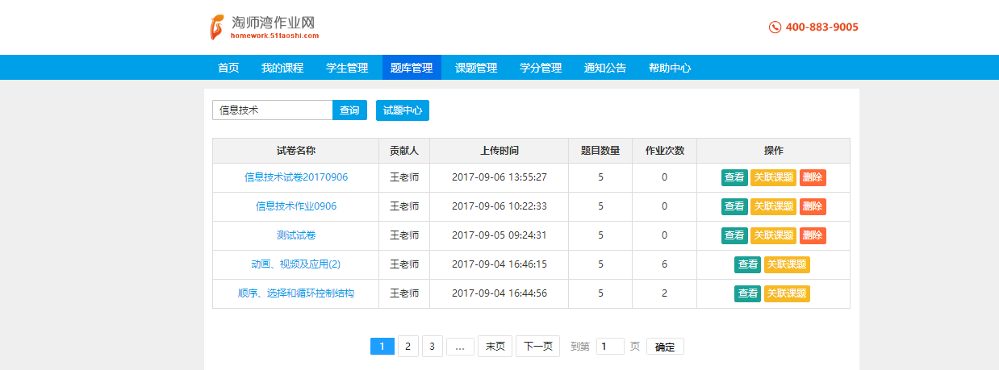 淘师湾作业网
homework.51taoshi.com
400-883-9005
首页 我的课程 学生管理 题库管理 课题管理 学分管理 通知公告 帮助中心
信息技术 查询 试题中心
试卷名称 贡献人 上传时间 题目数量 作业次数 操作
信息技术试卷20170906 王老师 2017-09-06 13:55:27 5 0 查看 关联课题 删除
信息技术作业0906 王老师 2017-09-06 10:22:33 5 0 查看 关联课题 删除
测试试卷 王老师 2017-09-05 09:24:31 5 0 查看 关联课题 删除
动画、视频及应用(2) 王老师 2017-09-04 16:46:15 5 6 查看 关联课题
顺序、选择和循环控制结构 王老师 2017-09-04 16:44:56 5 2 查看 关联课题
1 2 3 ... 末页 下一页 到第 1 页 确定